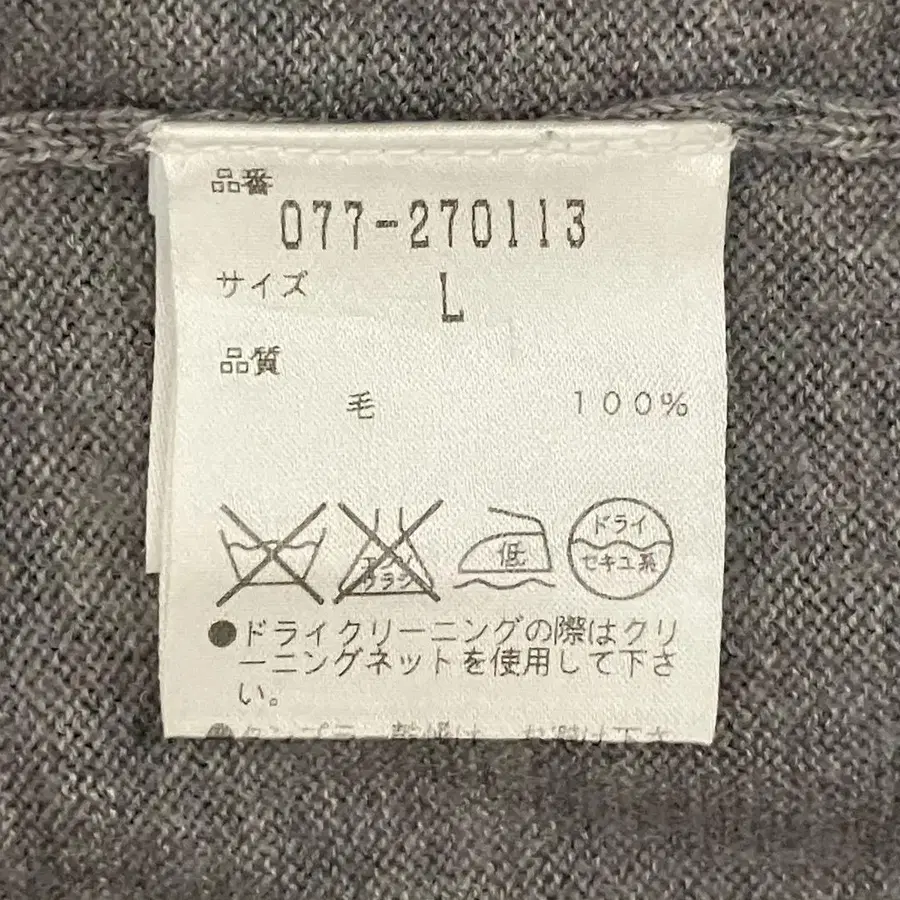 品番
077-270113
サイズ
L
品質
毛 100%
低
ドライ
セキユ系
●ドライクリーニングの際はクリ
ーニングネットを使用して下さ
い。